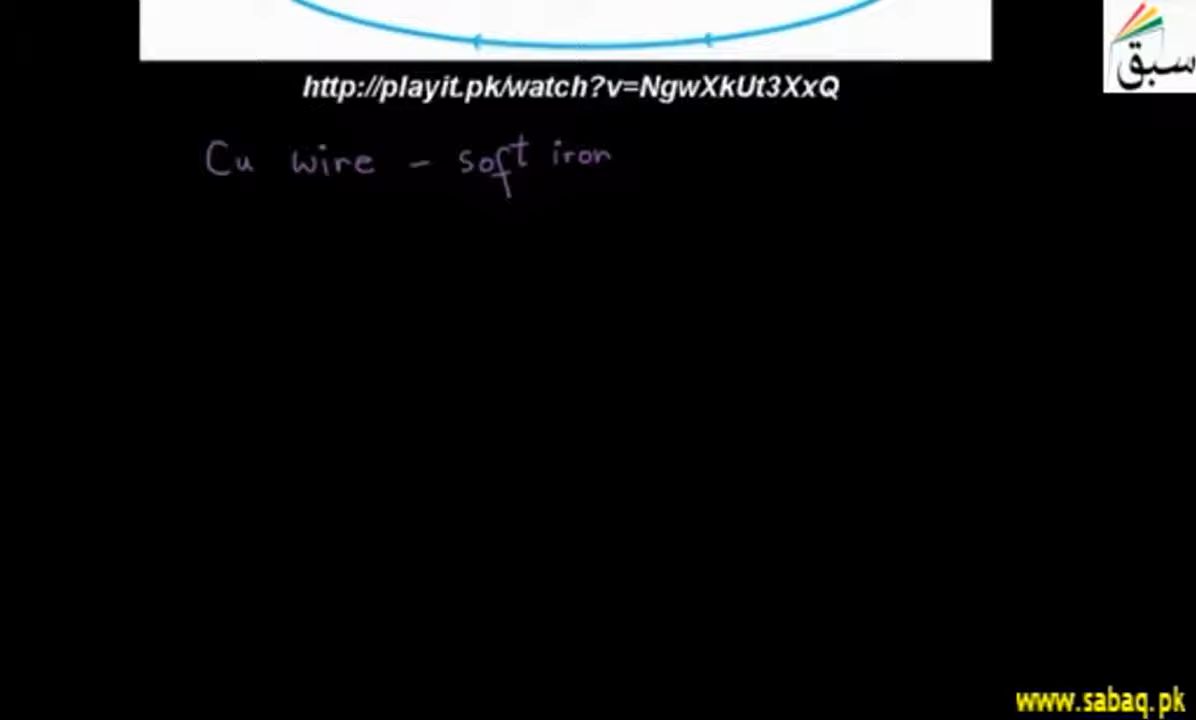 سبق
http://playit.pk/watch?v=NgwXkUt3XxQ
Cu wire - soft iron
www.sabaq.pk